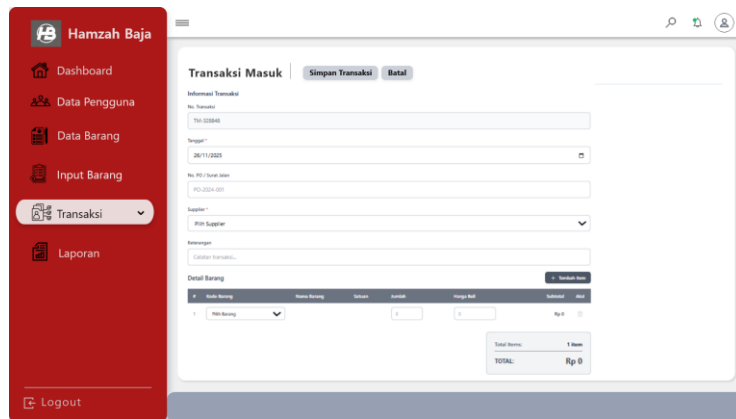 HB Hamzah Baja
Dashboard
Data Pengguna
Data Barang
Input Barang
Transaksi
Laporan
Logout
Transaksi Masuk
Simpan Transaksi
Batal
Informasi Transaksi
No. Transaksi
TM-328848
Tanggal *
26/11/2025
No. PO / Surat Jalan
PO-2024-001
Supplier *
Pilih Supplier
Keterangan
Catatan transaksi...
Detail Barang
+ Tambah Item
# Kode Barang Nama Barang Satuan Jumlah Harga Beli Subtotal Aksi
1 Pilih Barang 0 0 Rp 0
Total Items: 1 item
TOTAL: Rp 0